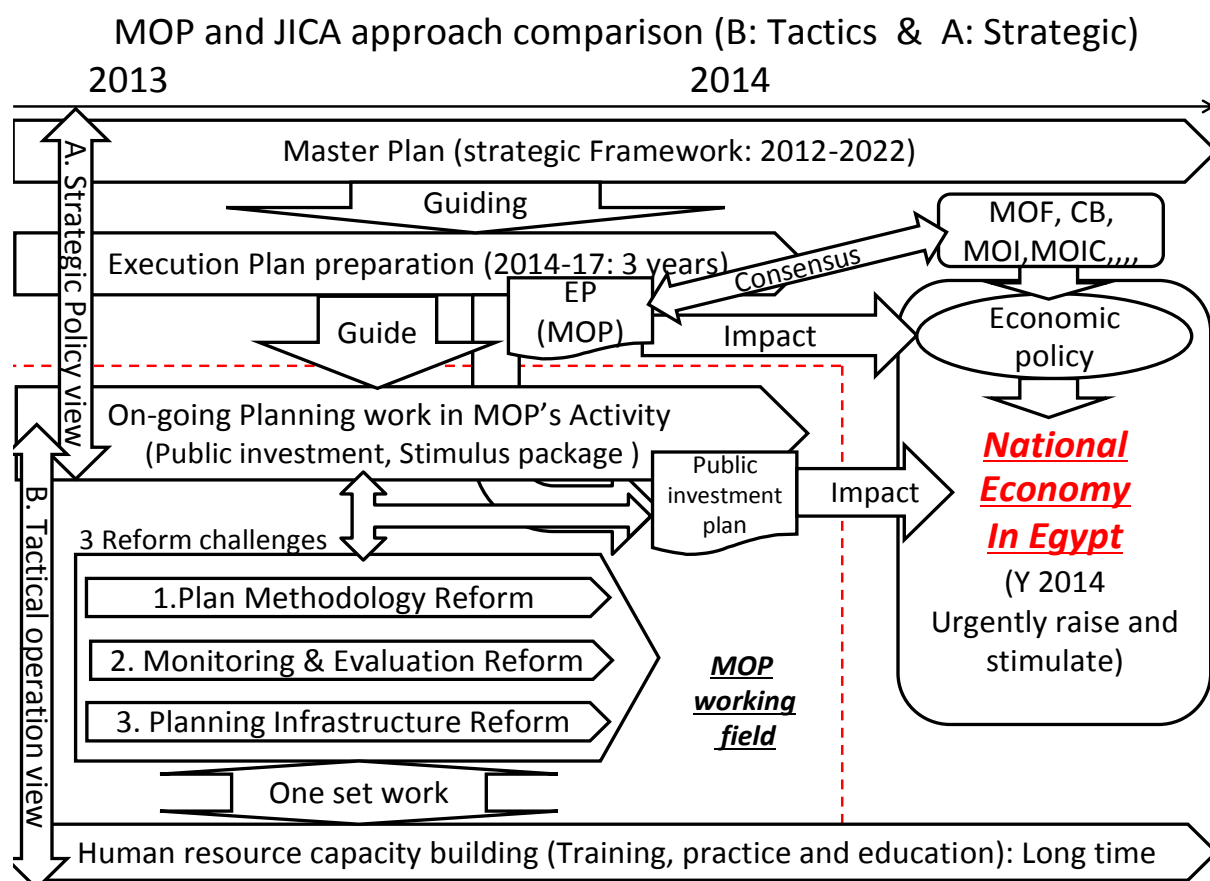 MOP and JICA approach comparison (B: Tactics & A: Strategic)
2013
2014
A. Strategic Policy view
Master Plan (strategic Framework: 2012-2022)
Guiding
MOF, CB,
MOI,MOIC,,,,
Execution Plan preparation (2014-17: 3 years)
Consensus
EP
(MOP)
Guide
Impact
Economic
policy
On-going Planning work in MOP's Activity
(Public investment, Stimulus package )
B. Tactical operation view
Public
investment
plan
Impact
National
Economy
In Egypt
(Y 2014
Urgently raise and
stimulate)
3 Reform challenges
1.Plan Methodology Reform
2. Monitoring & Evaluation Reform
3. Planning Infrastructure Reform
MOP
working
field
One set work
Human resource capacity building (Training, practice and education): Long time